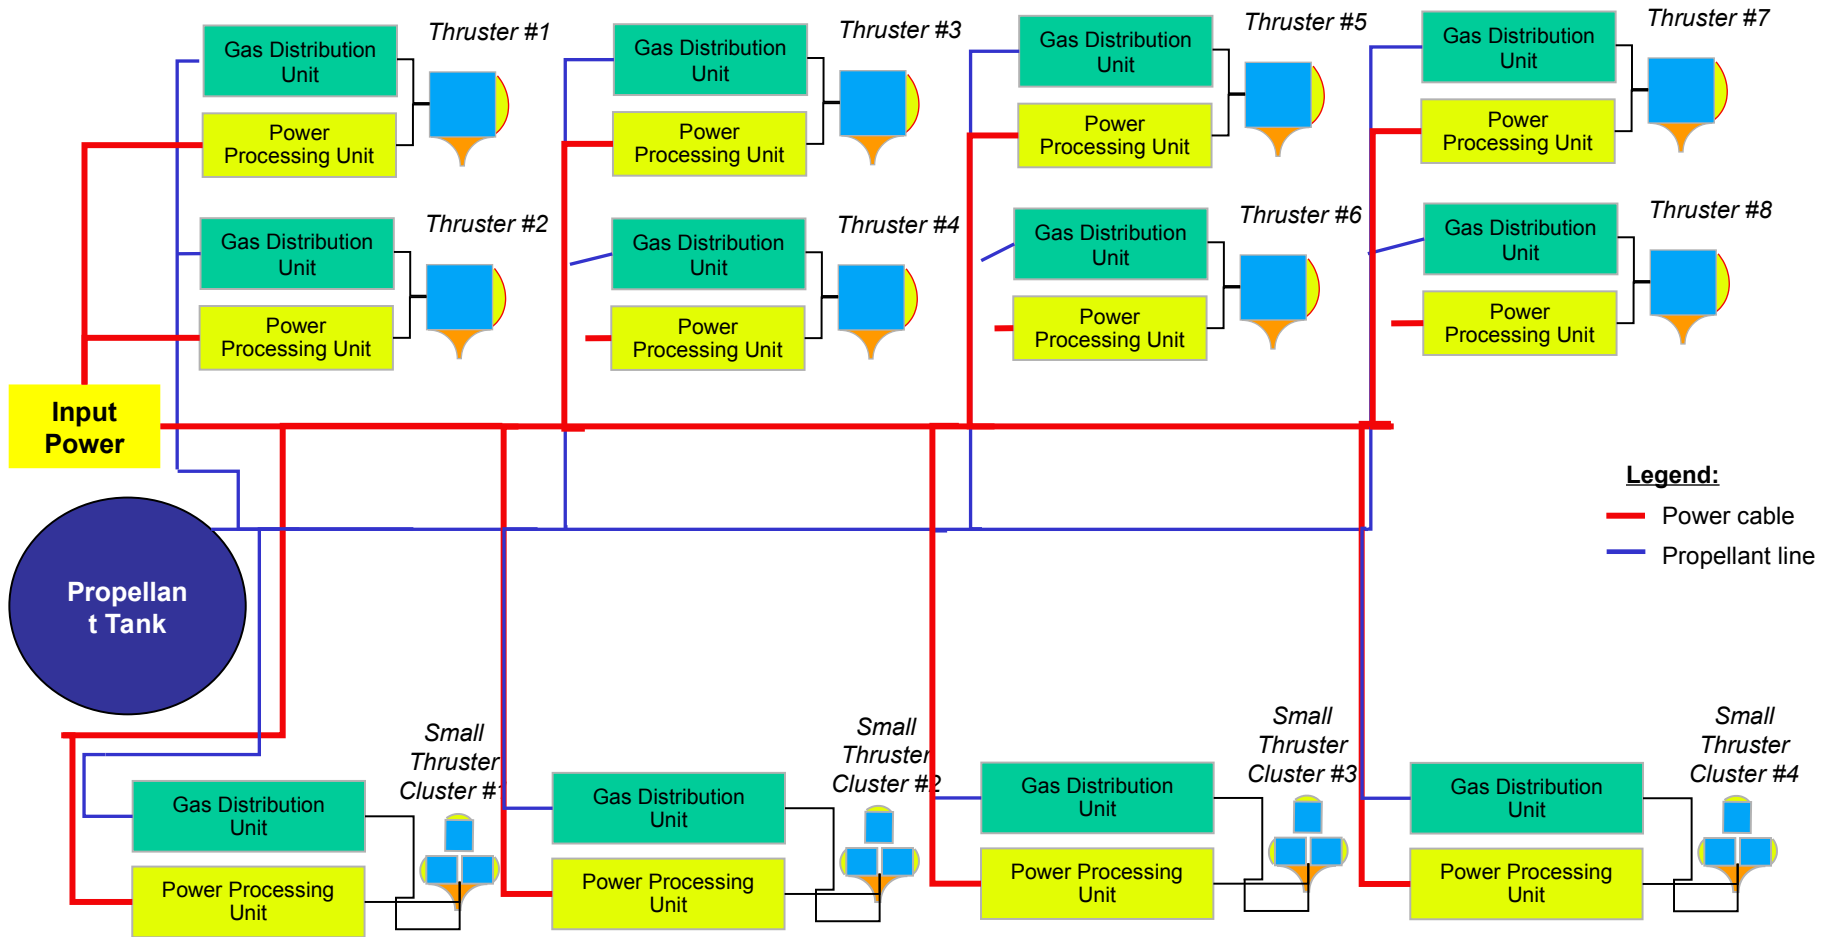 Thruster #1
Thruster #3
Thruster #5
Thruster #7
Gas Distribution
Unit
Gas Distribution
Unit
Gas Distribution
Unit
Gas Distribution
Unit
Power
Processing Unit
Power
Processing Unit
Power
Processing Unit
Power
Processing Unit
Thruster #2
Thruster #4
Thruster #6
Thruster #8
Gas Distribution
Unit
Gas Distribution
Unit
Gas Distribution
Unit
Gas Distribution
Unit
Power
Processing Unit
Power
Processing Unit
Power
Processing Unit
Power
Processing Unit
Input
Power
Legend:
Power cable
Propellant line
Propellan
t Tank
Small
Thruster
Cluster #1
Small
Thruster
Cluster #2
Small
Thruster
Cluster #3
Small
Thruster
Cluster #4
Gas Distribution
Unit
Gas Distribution
Unit
Gas Distribution
Unit
Gas Distribution
Unit
Power Processing
Unit
Power Processing
Unit
Power Processing
Unit
Power Processing
Unit